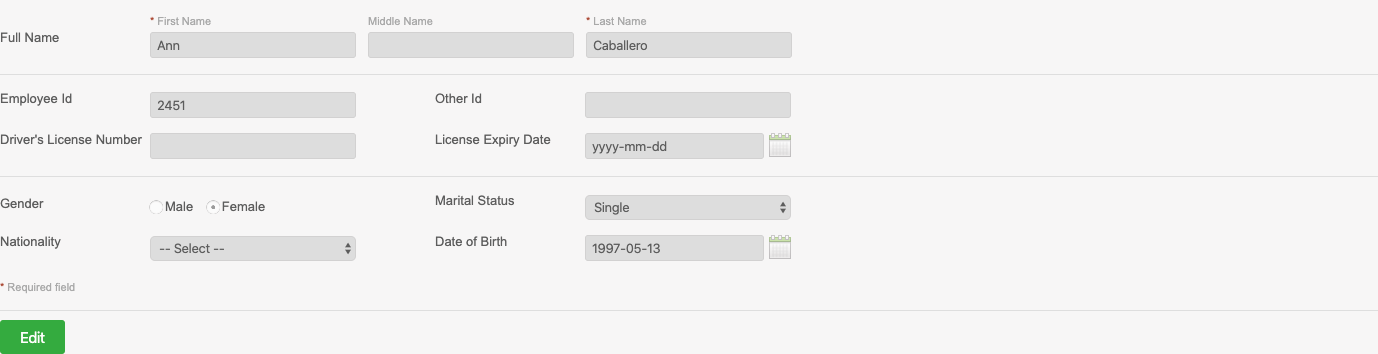 * First Name Middle Name * Last Name
Full Name Ann Caballero
Employee Id 2451 Other Id
Driver's License Number License Expiry Date yyyy-mm-dd
Gender Male Female Marital Status Single
Nationality -- Select -- Date of Birth 1997-05-13
* Required field
Edit